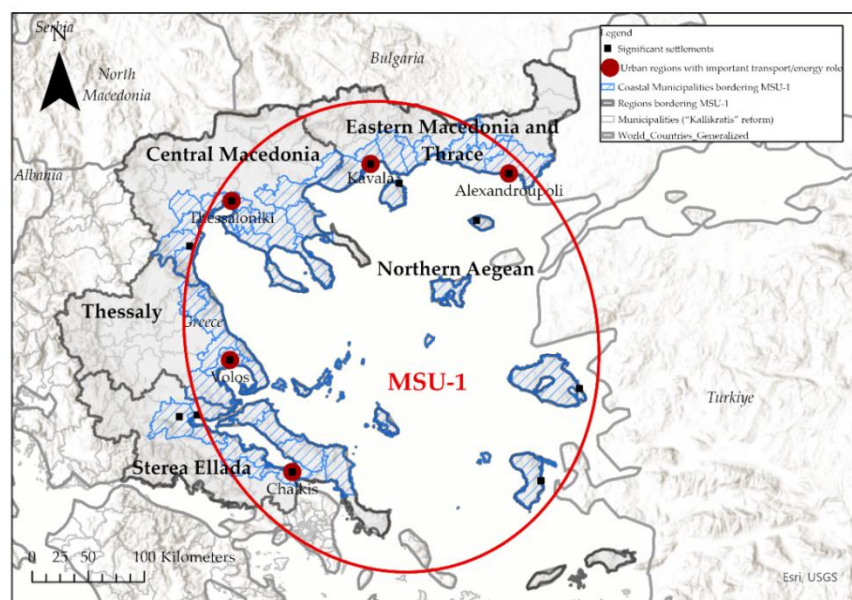 Serbia
N
North
Macedonia
Bulgaria
Albania
Legend
Significant settlements
Urban regions with important transport/energy role
Coastal Municipalities bordering MSU-1
Regions bordering MSU-1
Municipalities ("Kallikratis" reform)
World_Countries_Generalized
Eastern Macedonia and
Thrace
Central Macedonia
Kavala
Alexandroupoli
Thessaloniki
Northern Aegean
Thessaly
Greece
Volos
MSU-1
Türkiye
Sterea Ellada
Chalkis
0 25 50 100 Kilometers
Esri, USGS